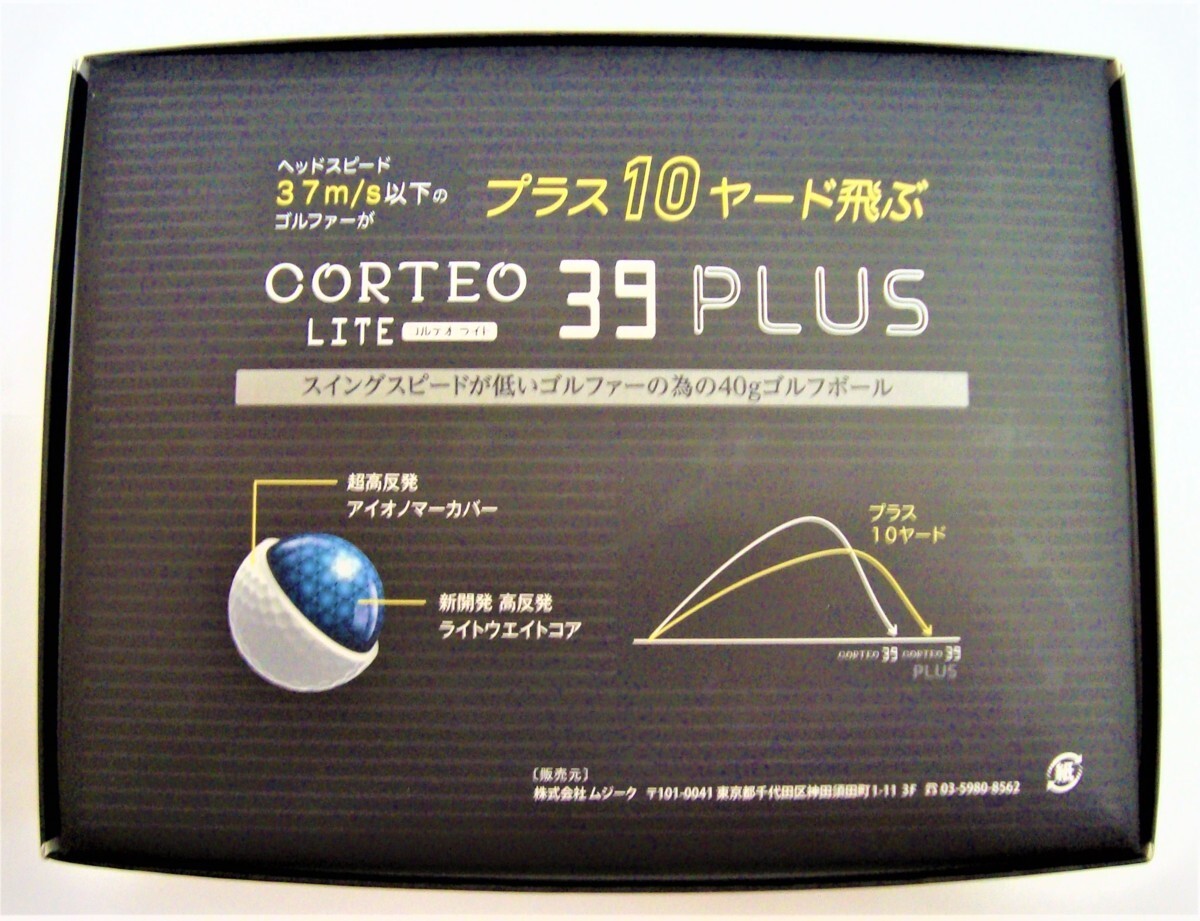 ヘッドスピード
37m/s以下の
ゴルファーが
プラス10ヤード飛ぶ
CORTEO 39 PLUS
LITE コルテオ ライト
スイングスピードが低いゴルファーの為の40gゴルフボール
超高反発
アイオノマーカバー
新開発 高反発
ライトウエイトコア
プラス
10ヤード
CORTEO 39 CORTEO 39
PLUS
〔販売元〕
株式会社 ムジーク 〒101-0041 東京都千代田区神田須田町1-11 3F ☎ 03-5980-8562
紙